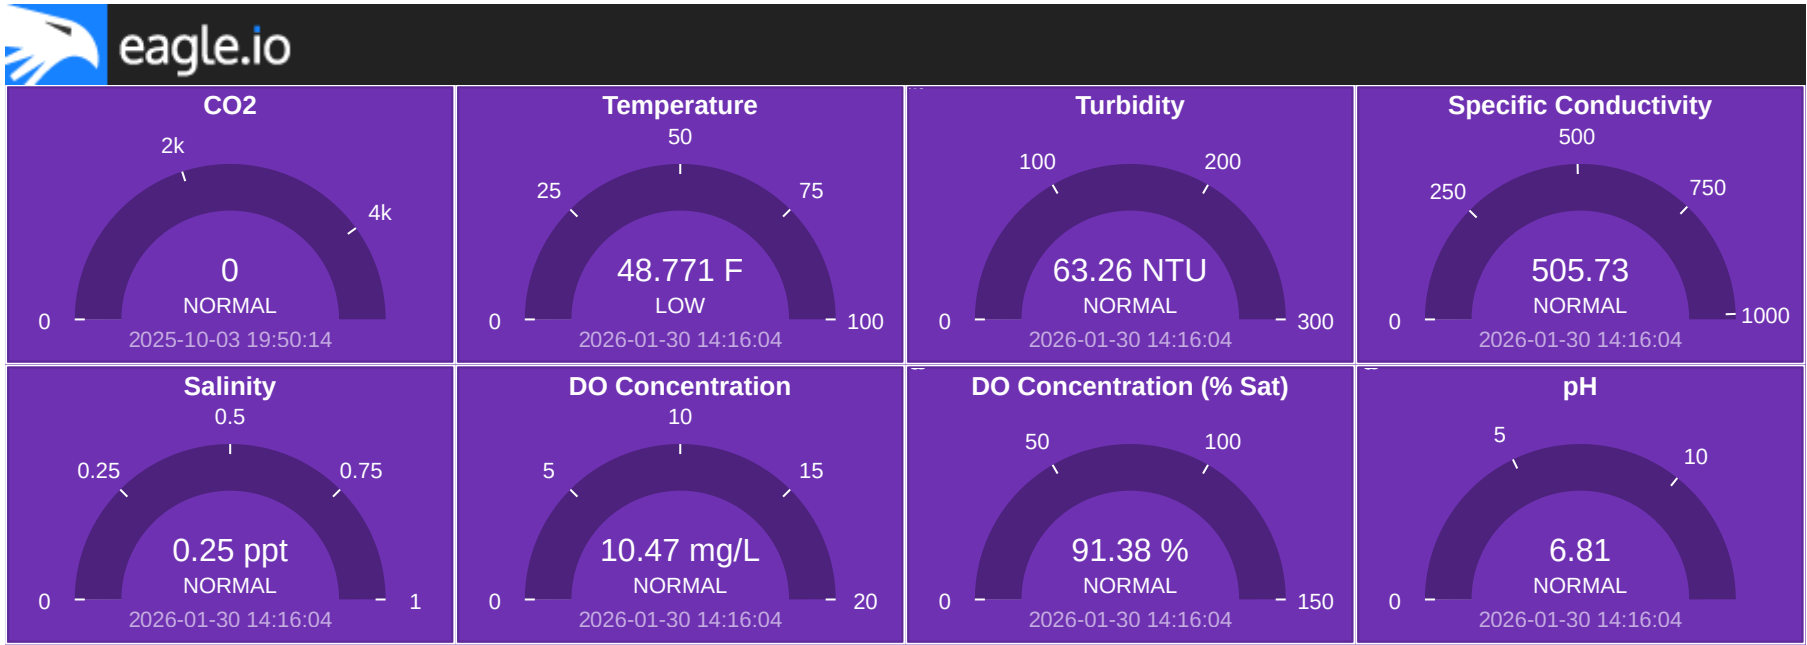 eagle.io
CO2
2k
4k
0
0
NORMAL
2025-10-03 19:50:14
Temperature
50
25
75
48.771 F
LOW
0
100
2026-01-30 14:16:04
Turbidity
100
200
63.26 NTU
NORMAL
0
300
2026-01-30 14:16:04
Specific Conductivity
500
250
750
505.73
NORMAL
0
1000
2026-01-30 14:16:04
Salinity
0.5
0.25
0.75
0.25 ppt
NORMAL
0
1
2026-01-30 14:16:04
DO Concentration
10
5
15
10.47 mg/L
NORMAL
0
20
2026-01-30 14:16:04
DO Concentration (% Sat)
50
100
91.38 %
NORMAL
0
150
2026-01-30 14:16:04
pH
5
10
6.81
NORMAL
0
2026-01-30 14:16:04